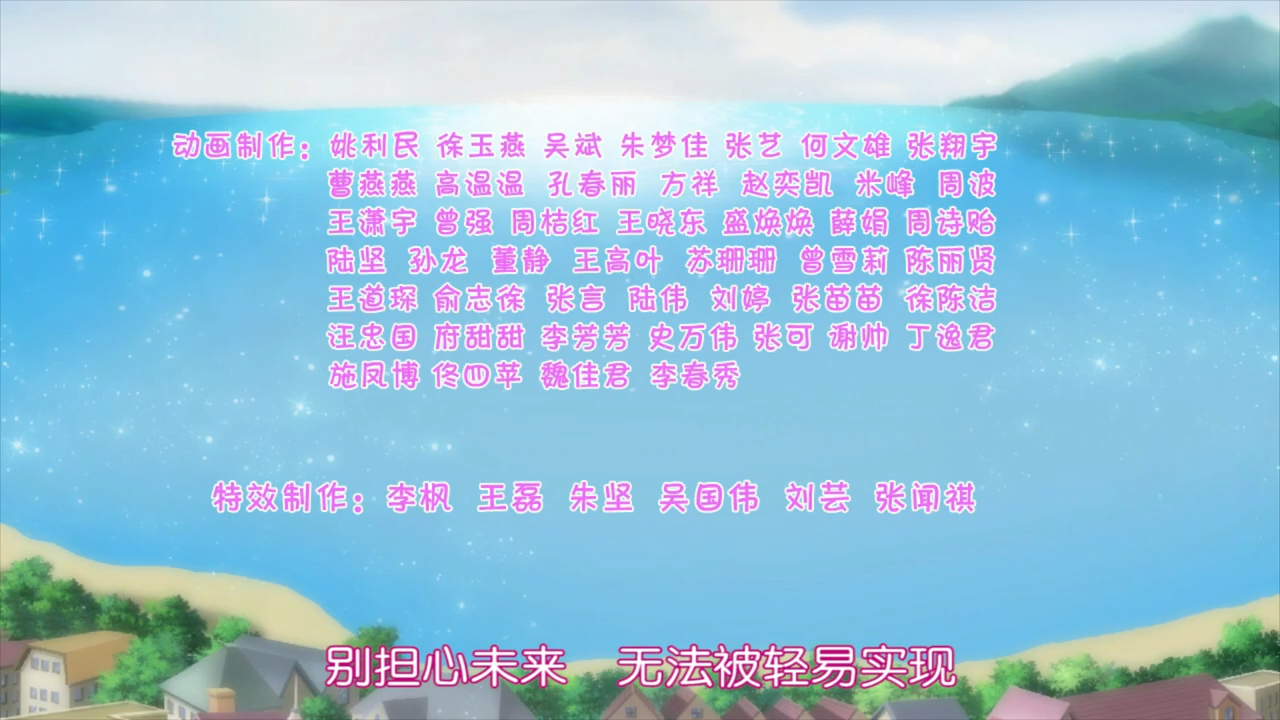 动画制作：姚利民 徐玉燕 吴斌 朱梦佳 张艺 何文雄 张翔宇
曹燕燕 高温温 孔春丽 方祥 赵奕凯 米峰 周波
王潇宇 曾强 周桔红 王晓东 盛焕焕 薛娟 周诗贻
陆坚 孙龙 董静 王高叶 苏珊珊 曾雪莉 陈丽贤
王道琛 俞志徐 张言 陆伟 刘婷 张苗苗 徐陈洁
汪忠国 府甜甜 李芳芳 史万伟 张可 谢帅 丁逸君
施凤博 佟四苹 魏佳君 李春秀
特效制作：李枫 王磊 朱坚 吴国伟 刘芸 张闻祺
别担心未来 无法被轻易实现